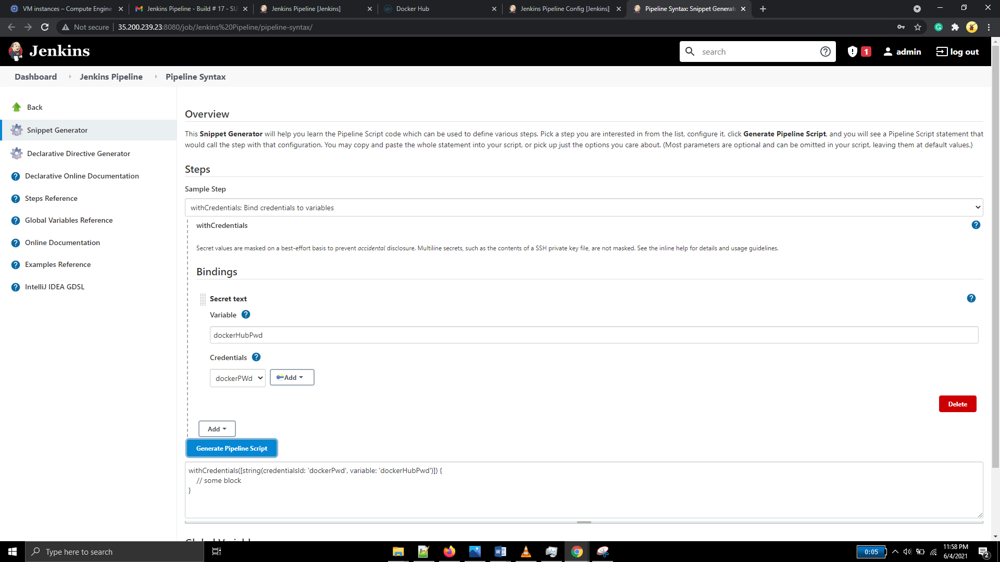 VM instances – Compute Engine
Jenkins Pipeline - Build # 17 - SU
Jenkins Pipeline [Jenkins]
Docker Hub
Jenkins Pipeline Config [Jenkins]
Pipeline Syntax: Snippet Generat
Not secure
35.200.239.23:8080/job/Jenkins%20Pipeline/pipeline-syntax/
Jenkins
search
1
admin
log out
Dashboard
Jenkins Pipeline
Pipeline Syntax
Back
Snippet Generator
Declarative Directive Generator
Declarative Online Documentation
Steps Reference
Global Variables Reference
Online Documentation
Examples Reference
IntelliJ IDEA GDSL
Overview
This Snippet Generator will help you learn the Pipeline Script code which can be used to define various steps. Pick a step you are interested in from the list, configure it, click Generate Pipeline Script, and you will see a Pipeline Script statement that
would call the step with that configuration. You may copy and paste the whole statement into your script, or pick up just the options you care about. (Most parameters are optional and can be omitted in your script, leaving them at default values.)
Steps
Sample Step
withCredentials: Bind credentials to variables
withCredentials
Secret values are masked on a best-effort basis to prevent accidental disclosure. Multiline secrets, such as the contents of a SSH private key file, are not masked. See the inline help for details and usage guidelines.
Bindings
Secret text
Variable
dockerHubPwd
Credentials
dockerPWd
Add
Delete
Add
Generate Pipeline Script
withCredentials([string(credentialsId: 'dockerPwd', variable: 'dockerHubPwd')]) {
// some block
}
Type here to search
0:05
11:58 PM
6/4/2021
2